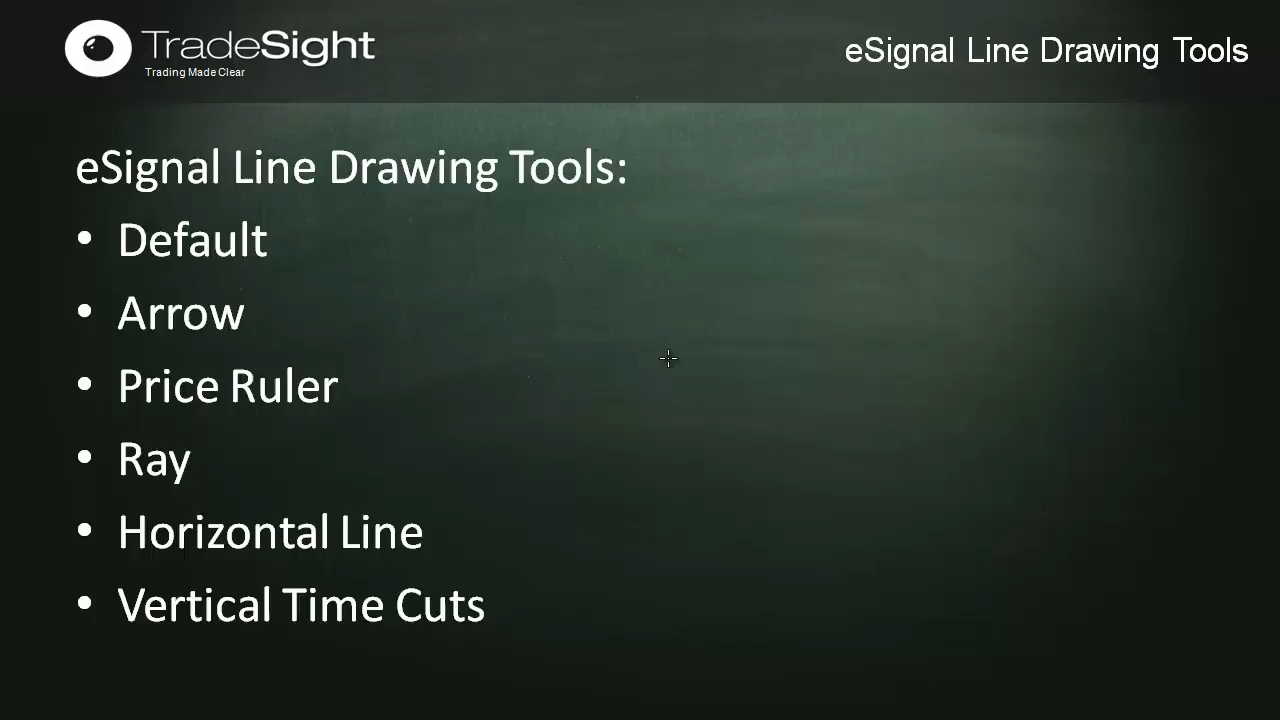 TradeSight
Trading Made Clear
eSignal Line Drawing Tools
eSignal Line Drawing Tools:
• Default
• Arrow
• Price Ruler
• Ray
• Horizontal Line
• Vertical Time Cuts